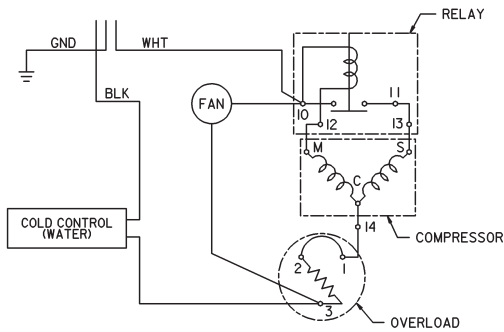 RELAY
GND
WHT
BLK
FAN
10
11
12
13
M
S
C
14
COLD CONTROL
(WATER)
COMPRESSOR
2
1
3
OVERLOAD